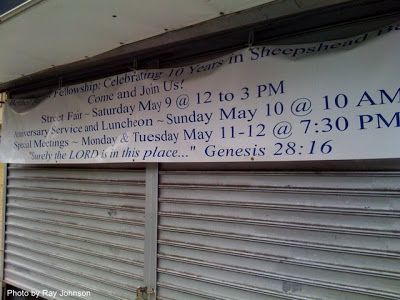 Fellowship: Celebrating 10 Years in Sheepshead
Come and Join Us!
Street Fair ~ Saturday May 9 @ 12 to 3 PM
Aniversary Service and Luncheon ~ Sunday May 10 @ 10 AM
Specal Meetings ~ Monday & Tuesday May 11-12 @ 7:30 PM
"Surely the LORD is in this place..." Genesis 28:16
Photo by Ray Johnson